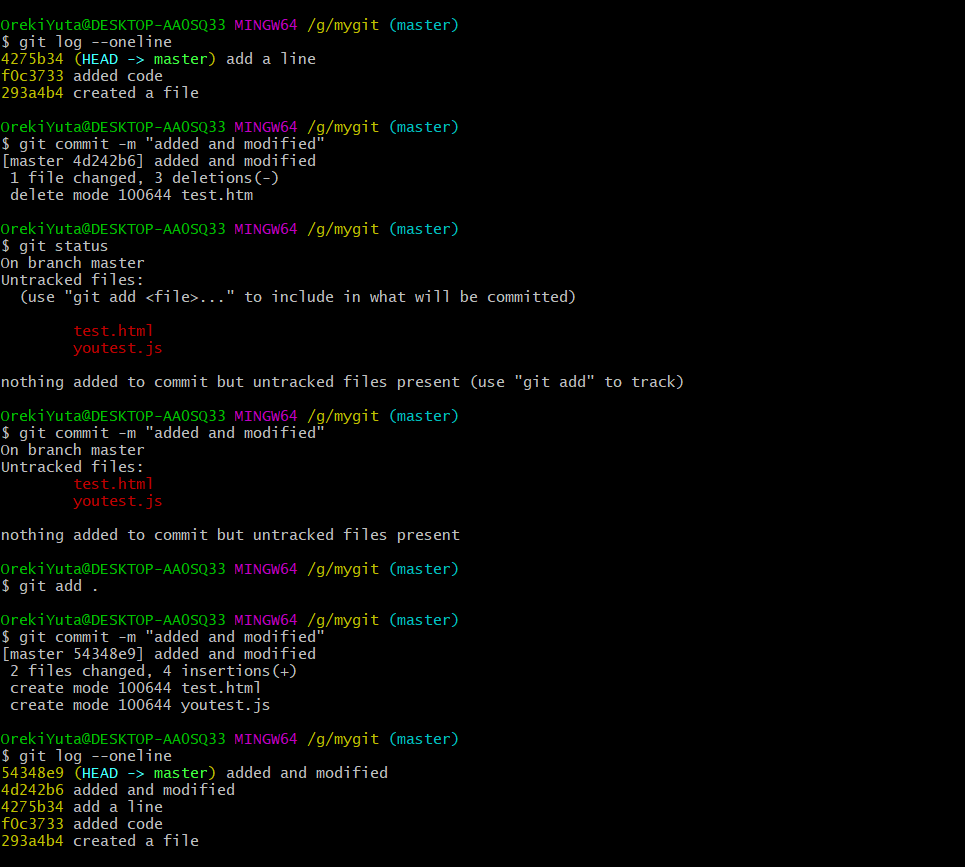 OrekiYuta@DESKTOP-AA0SQ33 MINGW64 /g/mygit (master)
$ git log --oneline
4275b34 (HEAD -> master) add a line
f0c3733 added code
293a4b4 created a file
OrekiYuta@DESKTOP-AA0SQ33 MINGW64 /g/mygit (master)
$ git commit -m "added and modified"
[master 4d242b6] added and modified
 1 file changed, 3 deletions(-)
 delete mode 100644 test.htm
OrekiYuta@DESKTOP-AA0SQ33 MINGW64 /g/mygit (master)
$ git status
On branch master
Untracked files:
  (use "git add <file>..." to include in what will be committed)
        test.html
        youtest.js
nothing added to commit but untracked files present (use "git add" to track)
OrekiYuta@DESKTOP-AA0SQ33 MINGW64 /g/mygit (master)
$ git commit -m "added and modified"
On branch master
Untracked files:
        test.html
        youtest.js
nothing added to commit but untracked files present
OrekiYuta@DESKTOP-AA0SQ33 MINGW64 /g/mygit (master)
$ git add .
OrekiYuta@DESKTOP-AA0SQ33 MINGW64 /g/mygit (master)
$ git commit -m "added and modified"
[master 54348e9] added and modified
 2 files changed, 4 insertions(+)
 create mode 100644 test.html
 create mode 100644 youtest.js
OrekiYuta@DESKTOP-AA0SQ33 MINGW64 /g/mygit (master)
$ git log --oneline
54348e9 (HEAD -> master) added and modified
4d242b6 added and modified
4275b34 add a line
f0c3733 added code
293a4b4 created a file